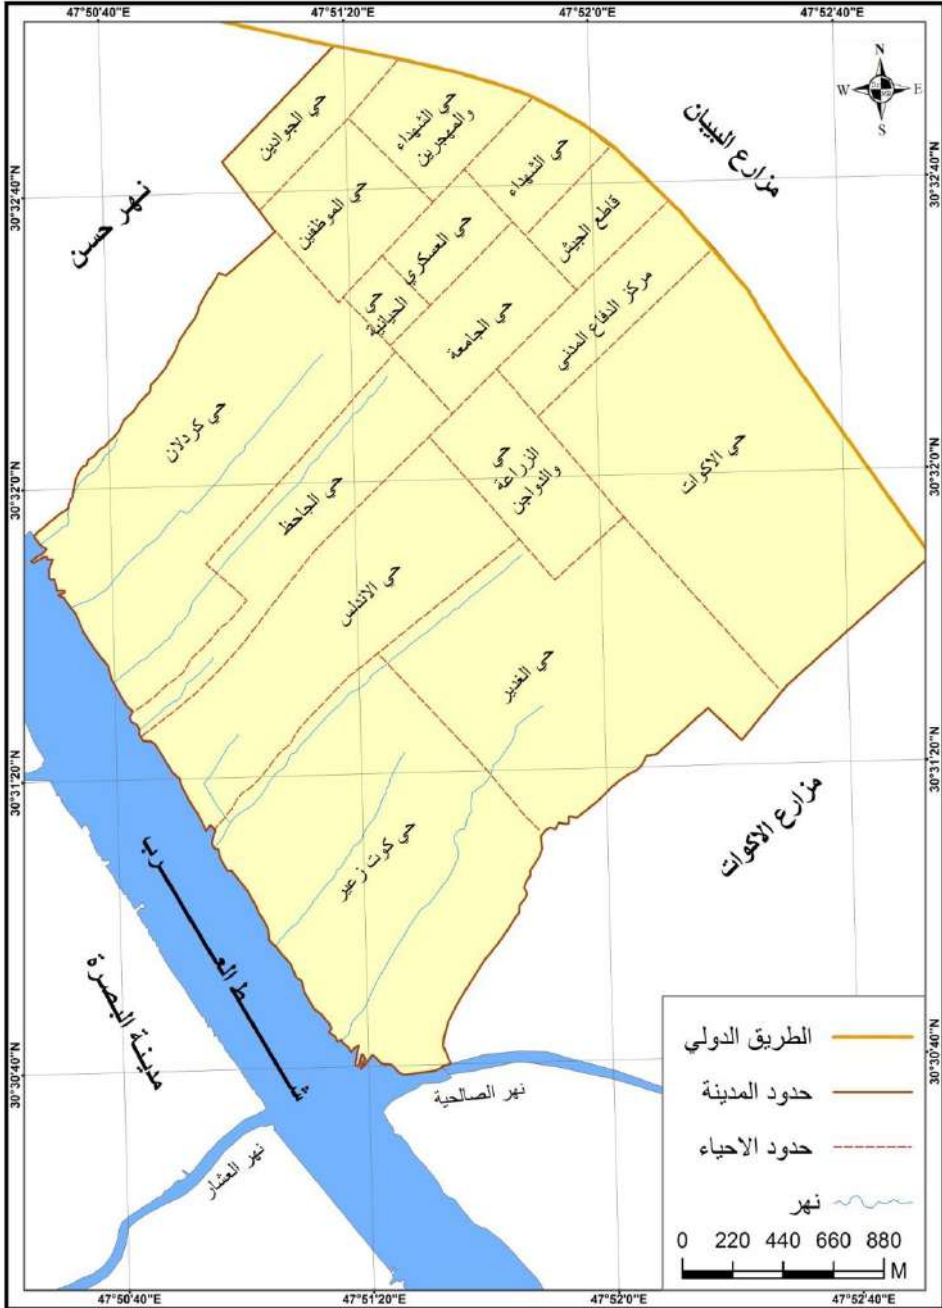 47°50'40"E
47°51'20"E
47°52'0"E
47°52'40"E
N
W
E
S
30°32'40"N
30°32'40"N
حي الجوادين
حي الشهداء
والمهجرين
حي الشهداء
مزارع البيبان
نهر حسن
حي الموظفين
حي العسكري
قاطع الجيش
حي
الحيانية
حي الجامعة
مركز الدفاع المدني
حي كردلان
30°32'0"N
30°32'0"N
حي الجاحظ
حي
الزراعة
والدواجن
حي الاكوات
حي الاندلس
حي الغدير
30°31'20"N
30°31'20"N
حي كوت زعير
مزارع الاكوات
شط العرب
مدينة البصرة
30°30'40"N
30°30'40"N
نهر الصالحية
نهر العشار
الطريق الدولي
حدود المدينة
حدود الاحياء
نهر
0 220 440 660 880
M
47°50'40"E
47°51'20"E
47°52'0"E
47°52'40"E